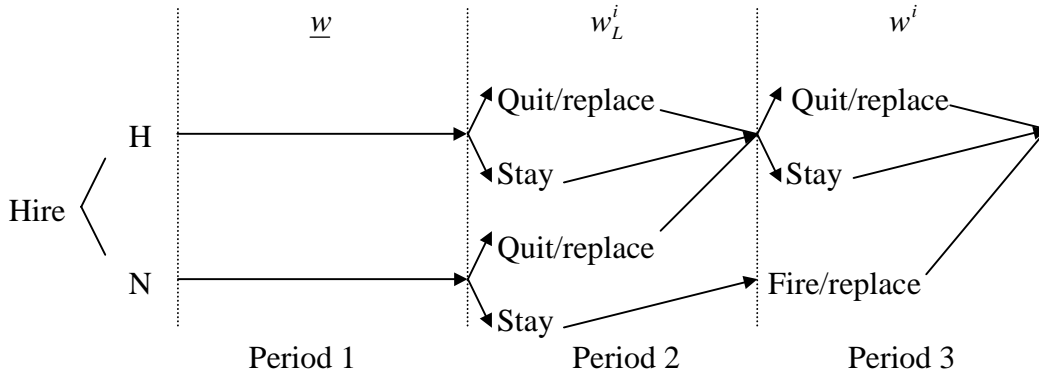 w w_L^i w^i
Quit/replace Quit/replace
H
Stay Stay
Hire
Quit/replace
N Fire/replace
Stay
Period 1 Period 2 Period 3